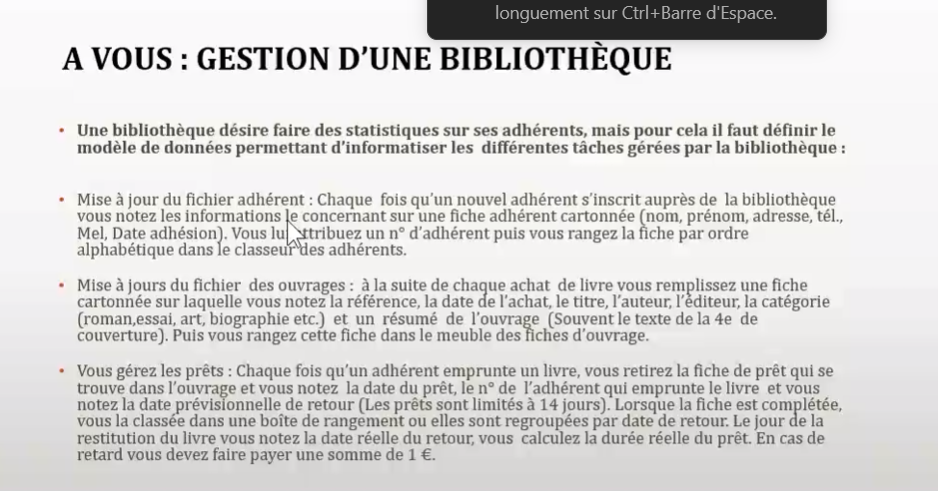 longuement sur Ctrl+Barre d'Espace.
A VOUS : GESTION D'UNE BIBLIOTHÈQUE
• Une bibliothèque désire faire des statistiques sur ses adhérents, mais pour cela il faut définir le
modèle de données permettant d'informatiser les différentes tâches gérées par la bibliothèque :
• Mise à jour du fichier adhérent : Chaque fois qu'un nouvel adhérent s'inscrit auprès de la bibliothèque
vous notez les informations le concernant sur une fiche adhérent cartonnée (nom, prénom, adresse, tél.,
Mel, Date adhésion). Vous lui attribuez un n° d'adhérent puis vous rangez la fiche par ordre
alphabétique dans le classeur des adhérents.
• Mise à jours du fichier des ouvrages : à la suite de chaque achat de livre vous remplissez une fiche
cartonnée sur laquelle vous notez la référence, la date de l'achat, le titre, l'auteur, l'éditeur, la catégorie
(roman,essai, art, biographie etc.) et un résumé de l'ouvrage (Souvent le texte de la 4e de
couverture). Puis vous rangez cette fiche dans le meuble des fiches d'ouvrage.
• Vous gérez les prêts : Chaque fois qu'un adhérent emprunte un livre, vous retirez la fiche de prêt qui se
trouve dans l'ouvrage et vous notez la date du prêt, le n° de l'adhérent qui emprunte le livre et vous
notez la date prévisionnelle de retour (Les prêts sont limités à 14 jours). Lorsque la fiche est complétée,
vous la classée dans une boîte de rangement ou elles sont regroupées par date de retour. Le jour de la
restitution du livre vous notez la date réelle du retour, vous calculez la durée réelle du prêt. En cas de
retard vous devez faire payer une somme de 1 €.